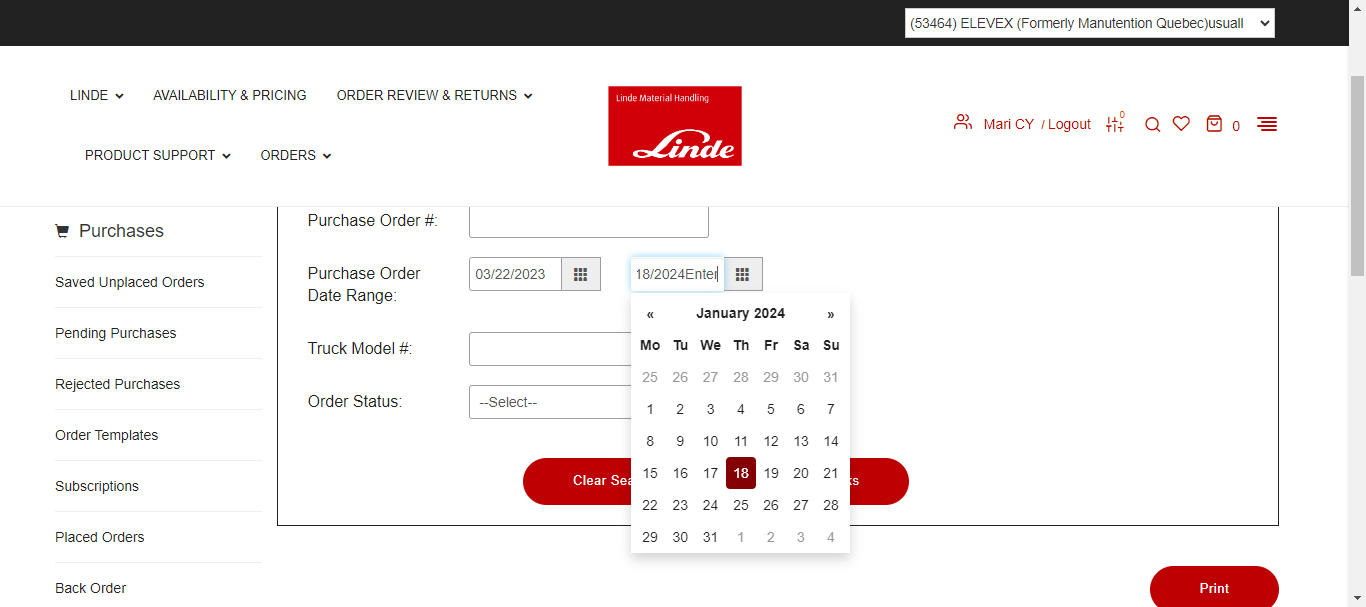 (53464) ELEVEX (Formerly Manutention Quebec)usuall
LINDE
AVAILABILITY & PRICING
ORDER REVIEW & RETURNS
PRODUCT SUPPORT
ORDERS
Linde Material Handling
Linde
Mari CY / Logout
0
0
Purchases
Saved Unplaced Orders
Pending Purchases
Rejected Purchases
Order Templates
Subscriptions
Placed Orders
Back Order
Purchase Order #:
Purchase Order
Date Range:
03/22/2023
18/2024Enter
Truck Model #:
Order Status:
--Select--
« January 2024 »
Mo Tu We Th Fr Sa Su
25 26 27 28 29 30 31
1 2 3 4 5 6 7
8 9 10 11 12 13 14
15 16 17 18 19 20 21
22 23 24 25 26 27 28
29 30 31 1 2 3 4
Clear Sea
ks
Print